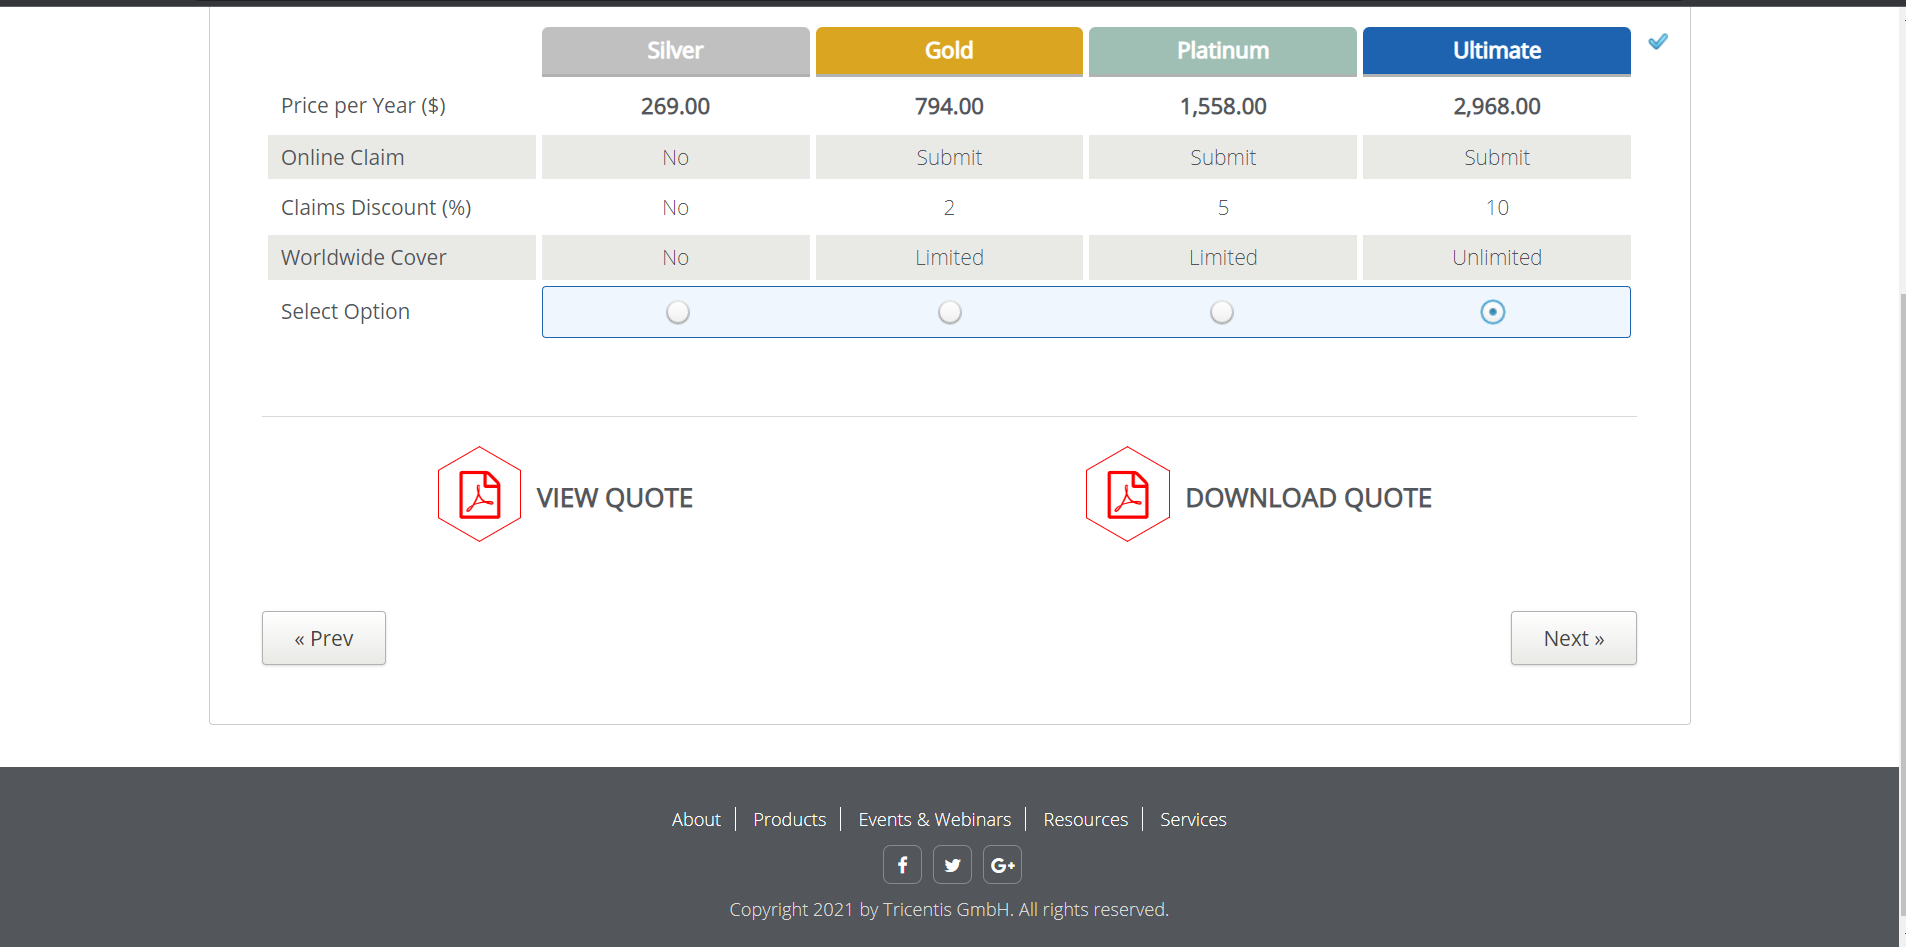 Silver Gold Platinum Ultimate
Price per Year ($) 269.00 794.00 1,558.00 2,968.00
Online Claim No Submit Submit Submit
Claims Discount (%) No 2 5 10
Worldwide Cover No Limited Limited Unlimited
Select Option
VIEW QUOTE DOWNLOAD QUOTE
« Prev Next »
About Products Events & Webinars Resources Services
f G+
Copyright 2021 by Tricentis GmbH. All rights reserved.